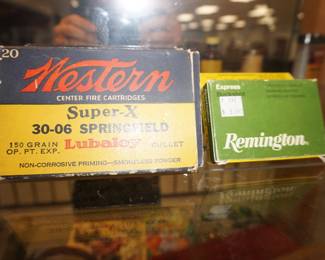 20
Western
CENTER FIRE CARTRIDGES
Super-X
30-06 SPRINGFIELD
150 GRAIN
OP. PT. EXP.
Lubaloy
BULLET
NON-CORROSIVE PRIMING—SMOKELESS POWDER
Express
Remington